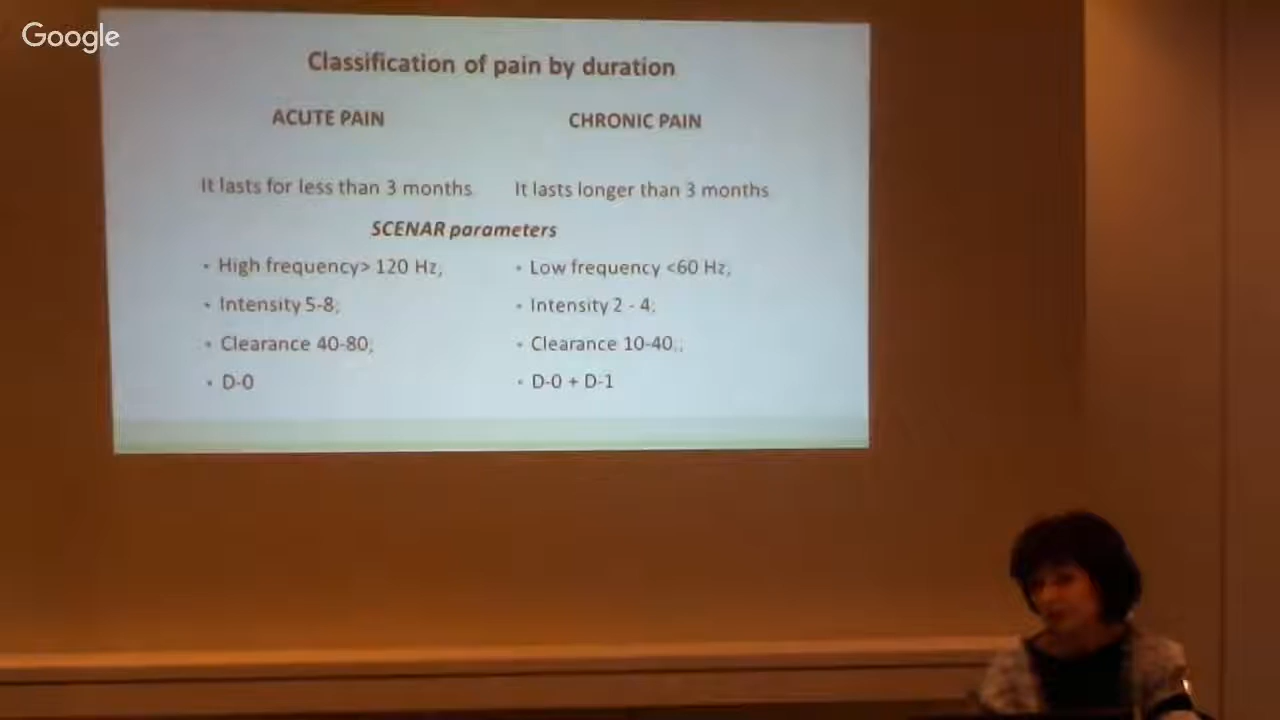 Google
Classification of pain by duration
ACUTE PAIN
CHRONIC PAIN
It lasts for less than 3 months
It lasts longer than 3 months
SCENAR parameters
• High frequency> 120 Hz,
• Intensity 5-8;
• Clearance 40-80;
• D-0
• Low frequency <60 Hz,
• Intensity 2 - 4;
• Clearance 10-40.;
• D-0 + D-1